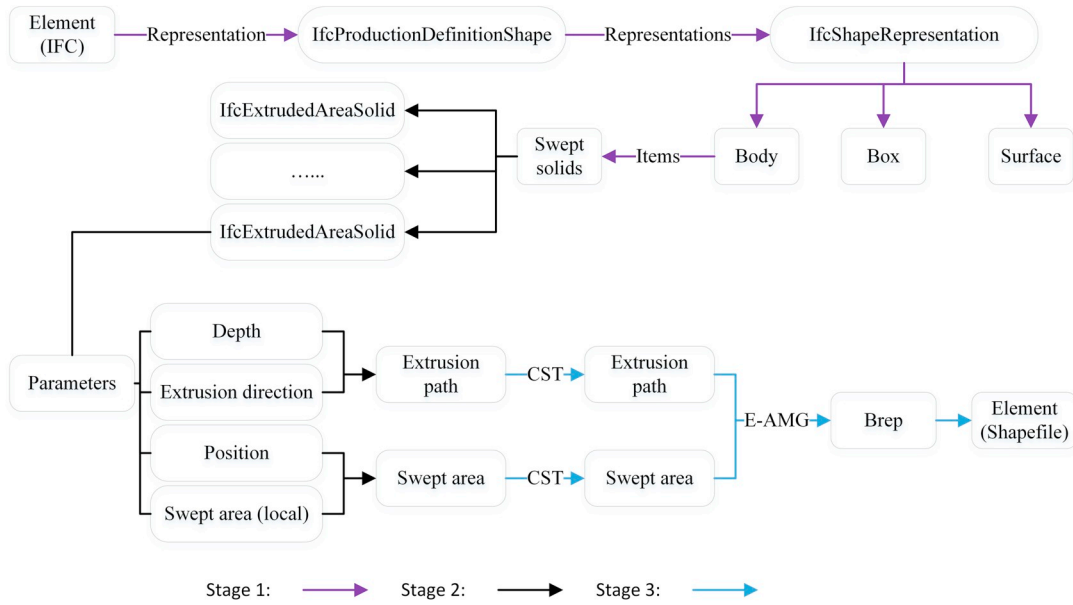 Element
(IFC)
Representation
IfcProductionDefinitionShape
Representations
IfcShapeRepresentation
IfcExtrudedAreaSolid
…...
IfcExtrudedAreaSolid
Swept
solids
Items
Body
Box
Surface
Parameters
Depth
Extrusion direction
Position
Swept area (local)
Extrusion
path
CST
Extrusion
path
Swept area
CST
Swept area
E-AMG
Brep
Element
(Shapefile)
Stage 1:
Stage 2:
Stage 3: